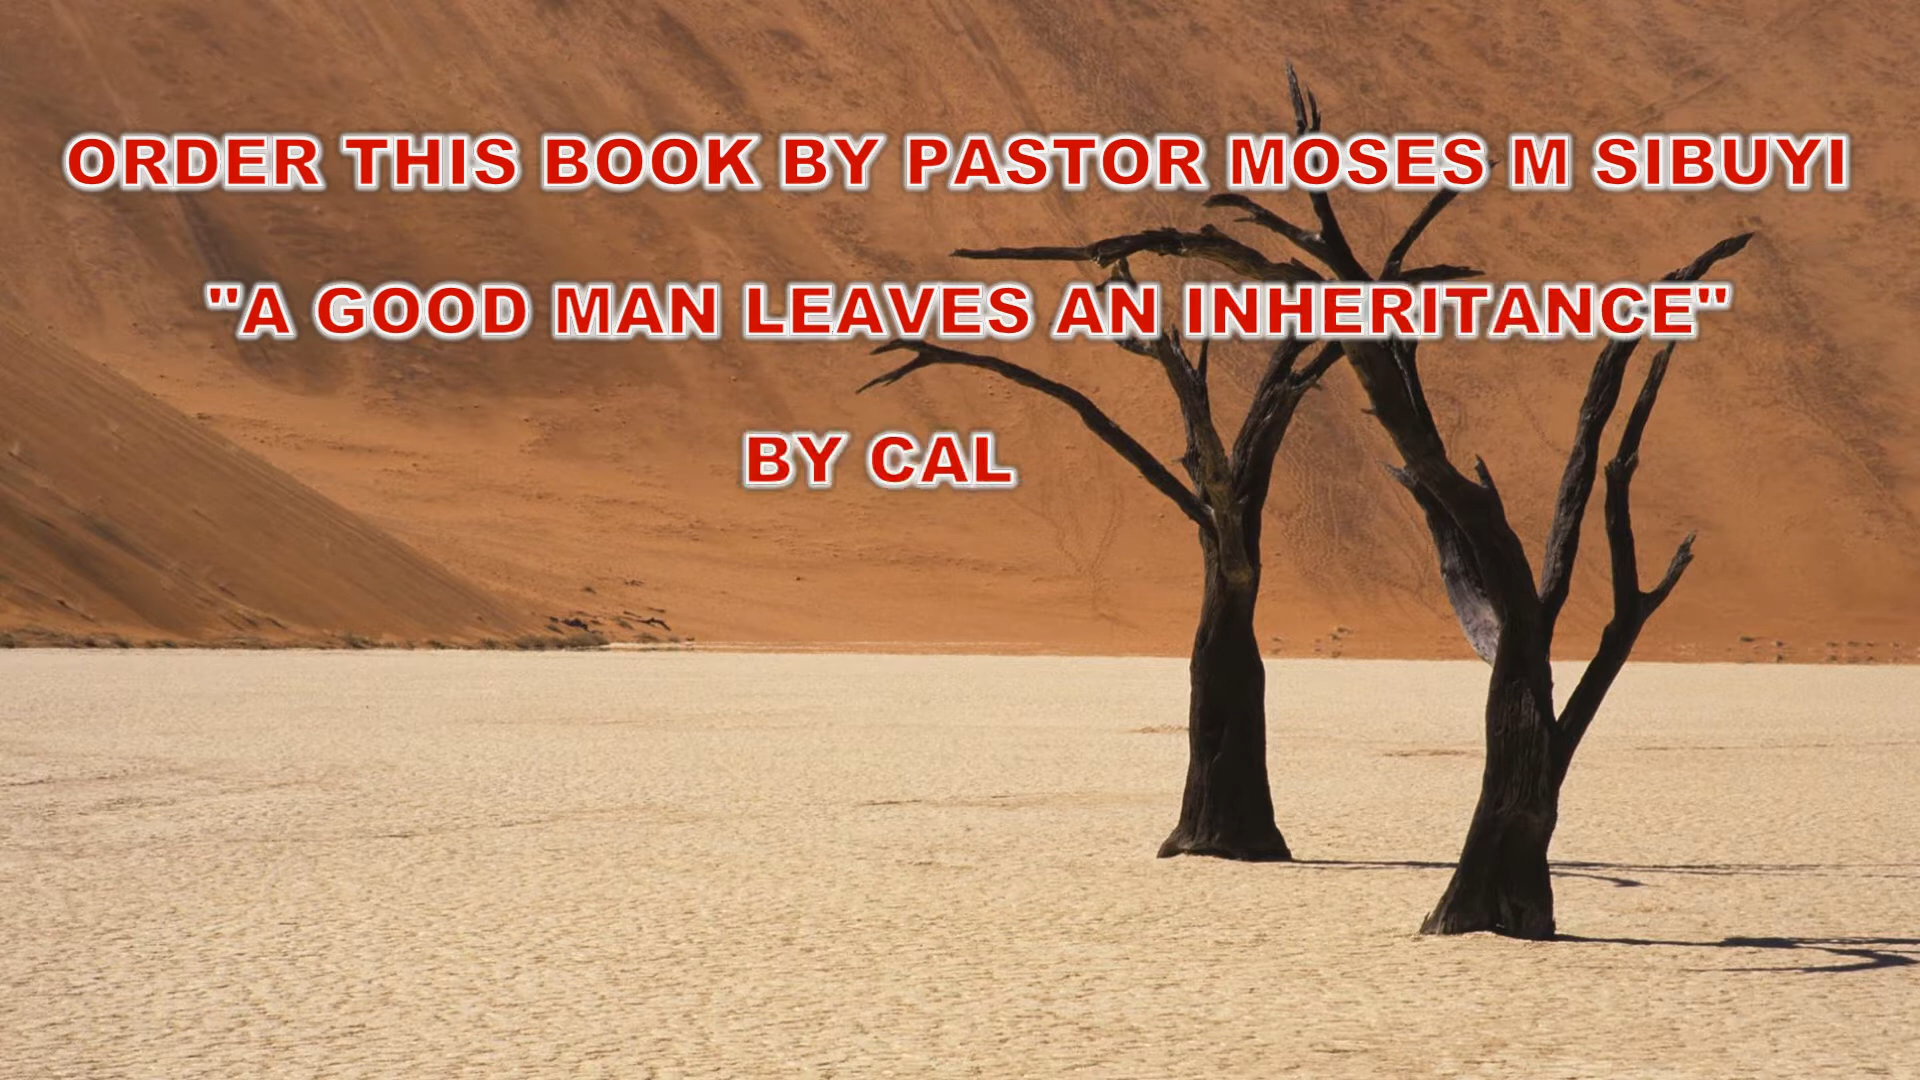 ORDER THIS BOOK BY PASTOR MOSES M SIBUYI
"A GOOD MAN LEAVES AN INHERITANCE"
BY CAL